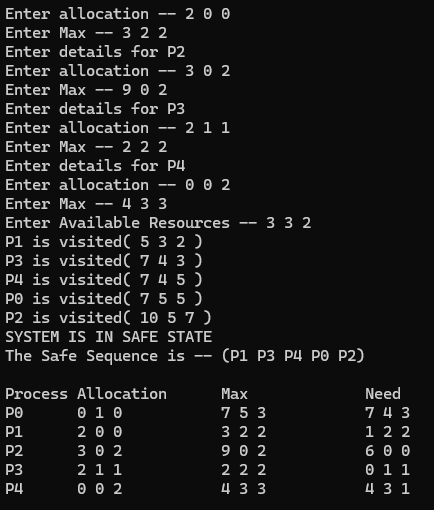 Enter allocation -- 2 0 0
Enter Max -- 3 2 2
Enter details for P2
Enter allocation -- 3 0 2
Enter Max -- 9 0 2
Enter details for P3
Enter allocation -- 2 1 1
Enter Max -- 2 2 2
Enter details for P4
Enter allocation -- 0 0 2
Enter Max -- 4 3 3
Enter Available Resources -- 3 3 2
P1 is visited( 5 3 2 )
P3 is visited( 7 4 3 )
P4 is visited( 7 4 5 )
P0 is visited( 7 5 5 )
P2 is visited( 10 5 7 )
SYSTEM IS IN SAFE STATE
The Safe Sequence is -- (P1 P3 P4 P0 P2)
Process Allocation Max Need
P0 0 1 0 7 5 3 7 4 3
P1 2 0 0 3 2 2 1 2 2
P2 3 0 2 9 0 2 6 0 0
P3 2 1 1 2 2 2 0 1 1
P4 0 0 2 4 3 3 4 3 1